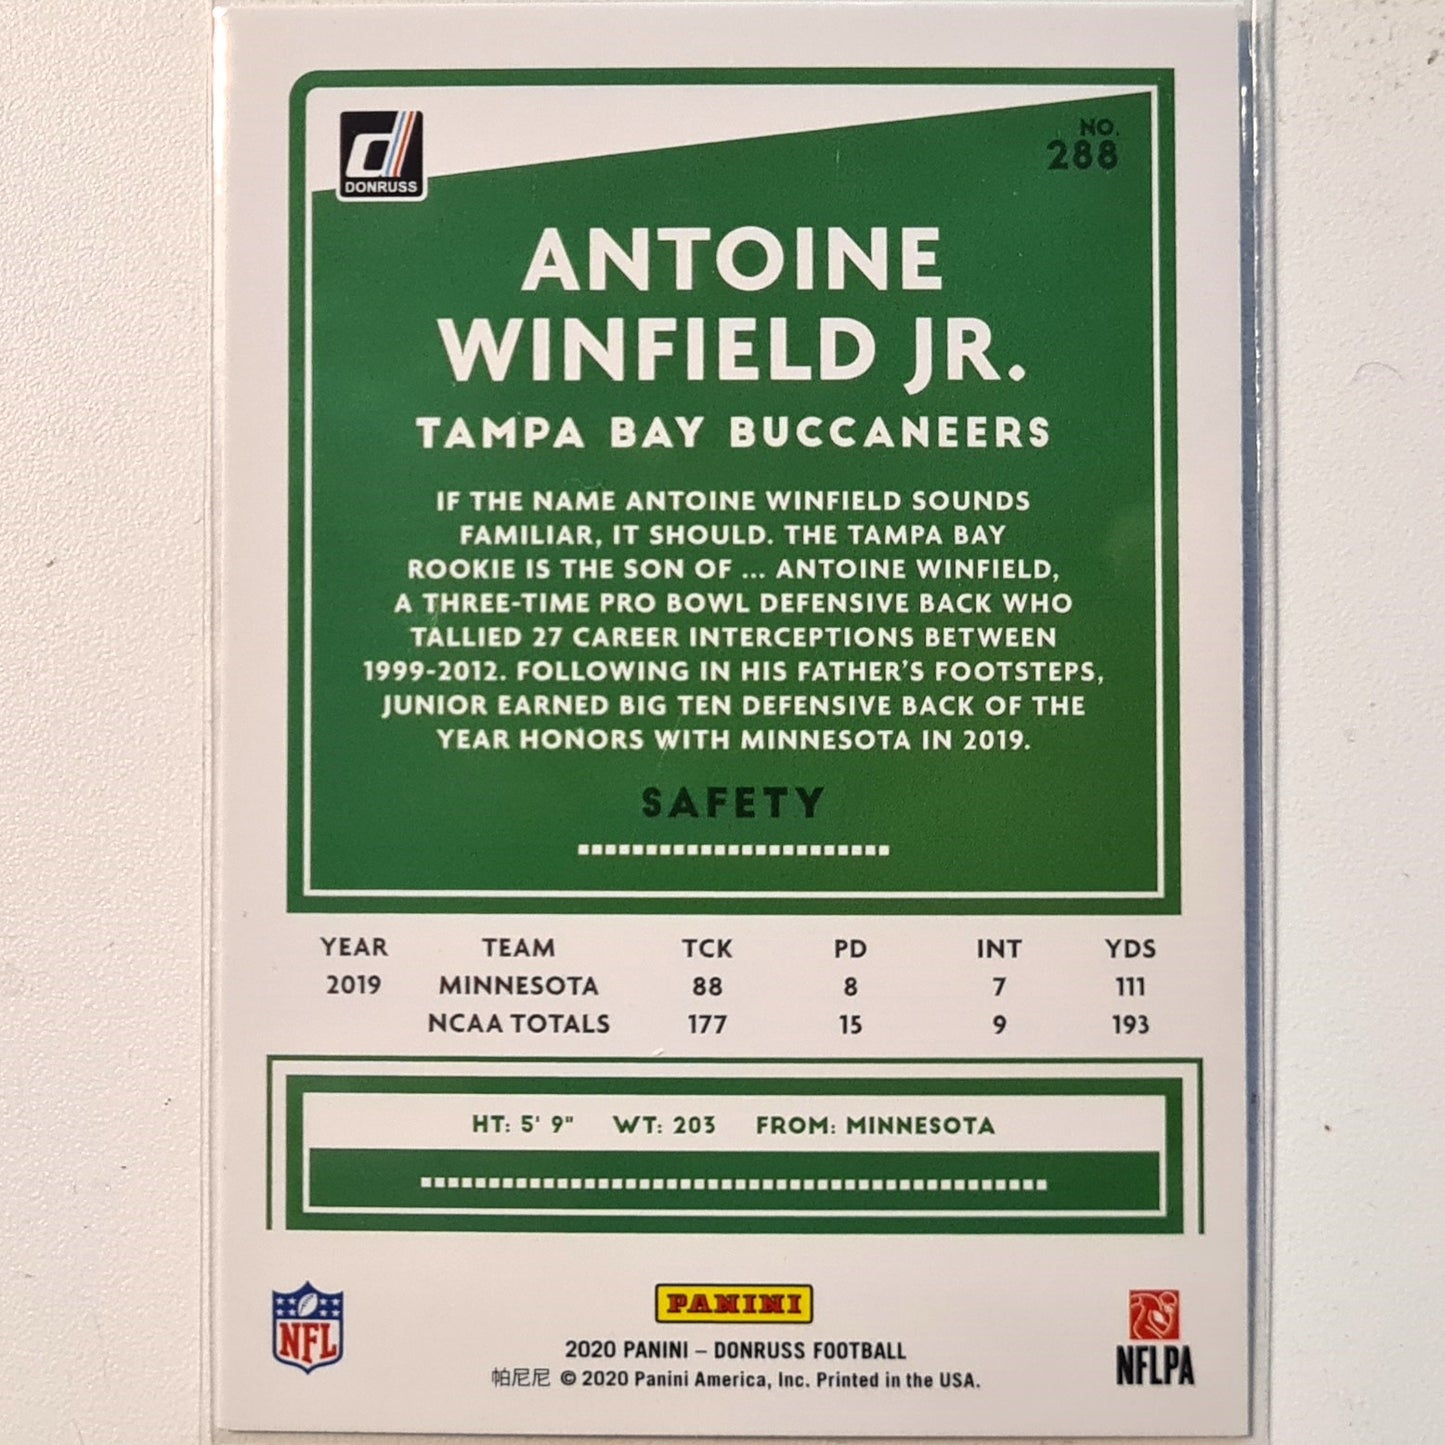 DONRUSS
NO.
288
ANTOINE
WINFIELD JR.
TAMPA BAY BUCCANEERS
IF THE NAME ANTOINE WINFIELD SOUNDS
FAMILIAR, IT SHOULD. THE TAMPA BAY
ROOKIE IS THE SON OF ... ANTOINE WINFIELD,
A THREE-TIME PRO BOWL DEFENSIVE BACK WHO
TALLIED 27 CAREER INTERCEPTIONS BETWEEN
1999-2012. FOLLOWING IN HIS FATHER'S FOOTSTEPS,
JUNIOR EARNED BIG TEN DEFENSIVE BACK OF THE
YEAR HONORS WITH MINNESOTA IN 2019.
SAFETY
YEAR TEAM TCK PD INT YDS
2019 MINNESOTA 88 8 7 111
NCAA TOTALS 177 15 9 193
HT: 5' 9" WT: 203 FROM: MINNESOTA
NFL
PANINI
2020 PANINI – DONRUSS FOOTBALL
帕尼尼 © 2020 Panini America, Inc. Printed in the USA.
NFLPA